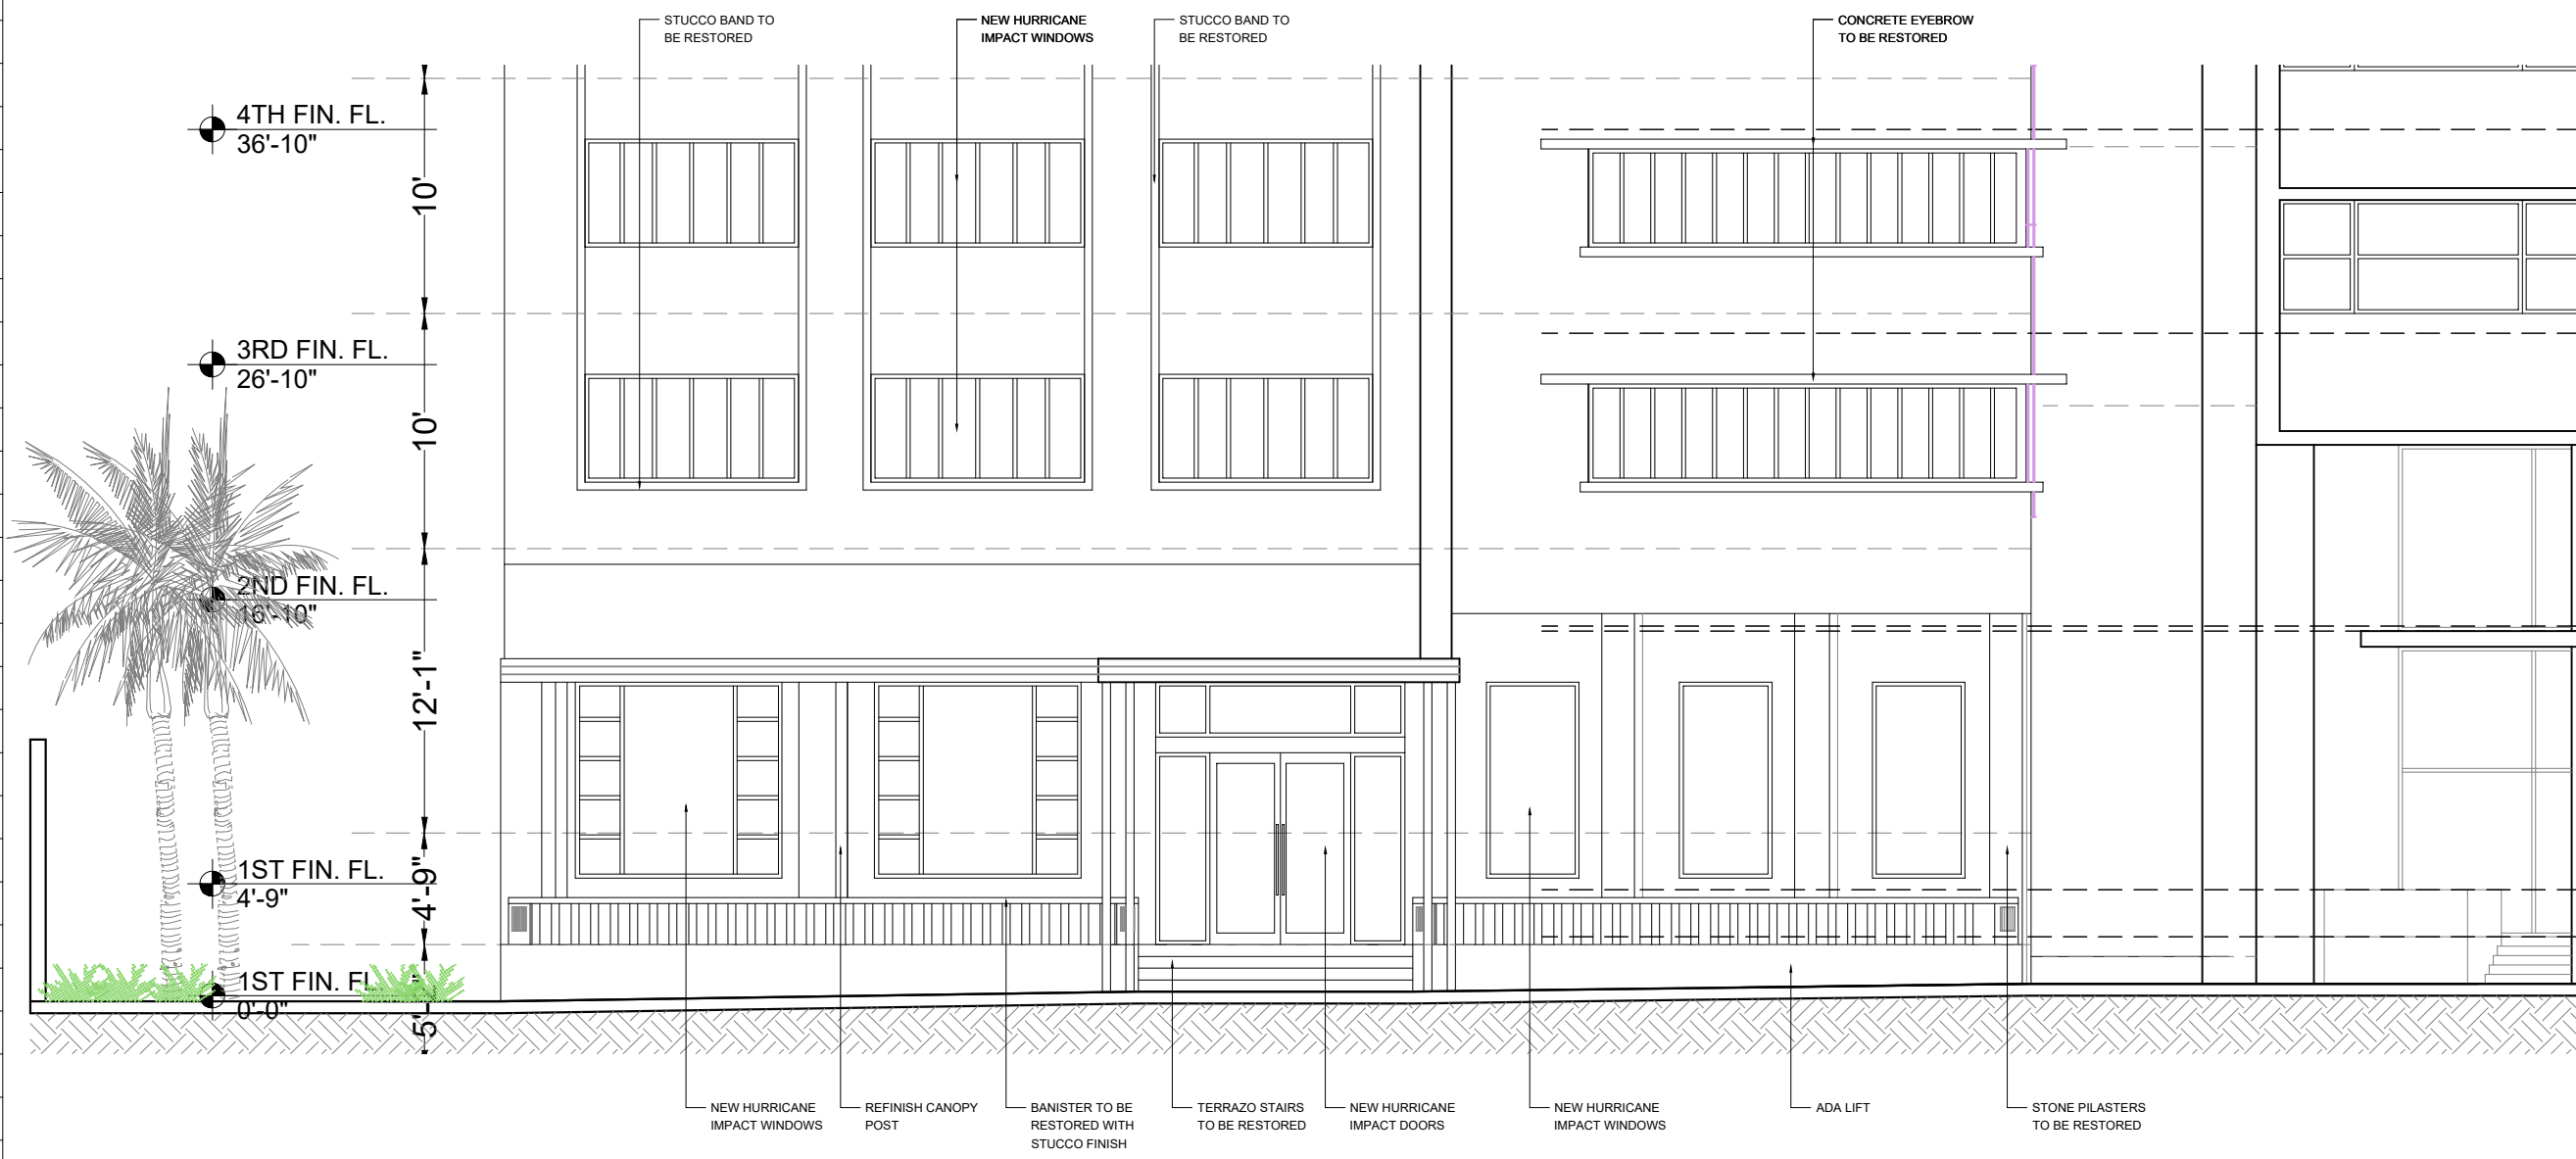 STUCCO BAND TO
BE RESTORED
NEW HURRICANE
IMPACT WINDOWS
STUCCO BAND TO
BE RESTORED
CONCRETE EYEBROW
TO BE RESTORED
4TH FIN. FL.
36'-10"
10'
3RD FIN. FL.
26'-10"
10'
2ND FIN. FL.
16'-10"
12'-1"
1ST FIN. FL.
4'-9"
4'-9"
1ST FIN. FL.
0'-0"
NEW HURRICANE
IMPACT WINDOWS
REFINISH CANOPY
POST
BANISTER TO BE
RESTORED WITH
STUCCO FINISH
TERRAZO STAIRS
TO BE RESTORED
NEW HURRICANE
IMPACT DOORS
NEW HURRICANE
IMPACT WINDOWS
ADA LIFT
STONE PILASTERS
TO BE RESTORED